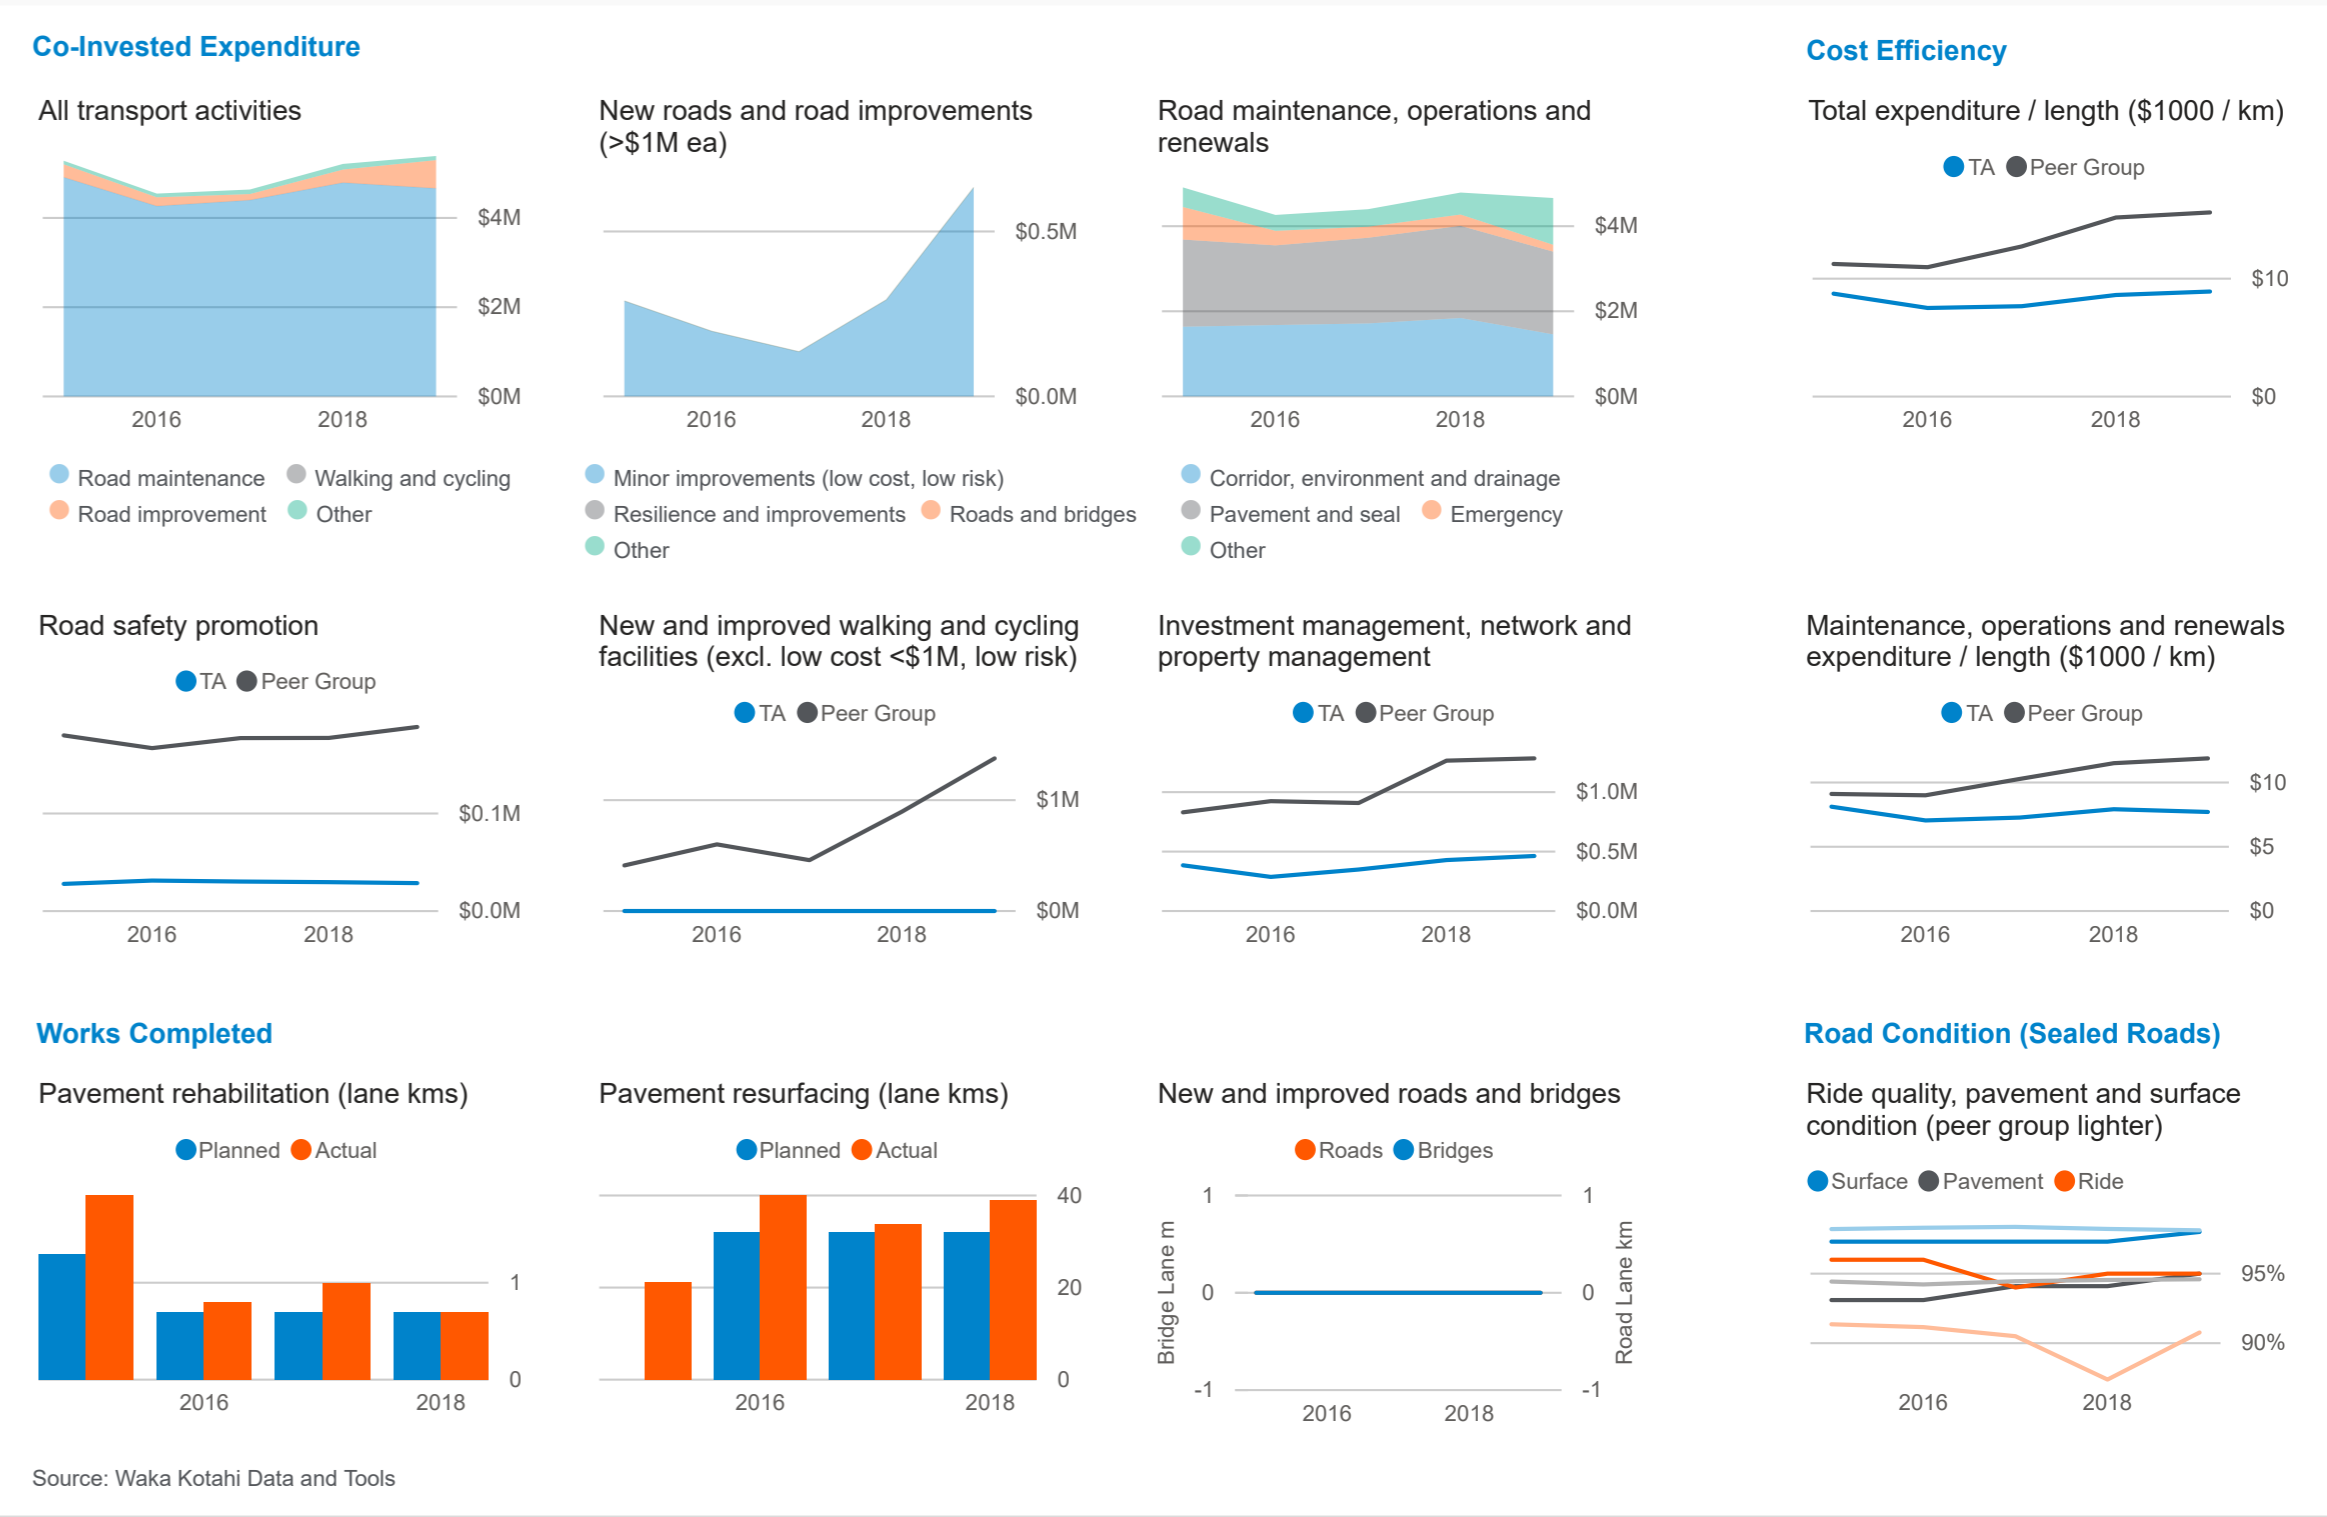 Co-Invested Expenditure
Cost Efficiency
All transport activities
$4M
$2M
$0M
2016 2018
Road maintenance Walking and cycling
Road improvement Other
New roads and road improvements
(>$1M ea)
$0.5M
$0.0M
2016 2018
Minor improvements (low cost, low risk)
Resilience and improvements Roads and bridges
Other
Road maintenance, operations and
renewals
$4M
$2M
$0M
2016 2018
Corridor, environment and drainage
Pavement and seal Emergency
Other
Total expenditure / length ($1000 / km)
TA Peer Group
$10
$0
2016 2018
Road safety promotion
TA Peer Group
$0.1M
$0.0M
2016 2018
New and improved walking and cycling
facilities (excl. low cost <$1M, low risk)
TA Peer Group
$1M
$0M
2016 2018
Investment management, network and
property management
TA Peer Group
$1.0M
$0.5M
$0.0M
2016 2018
Maintenance, operations and renewals
expenditure / length ($1000 / km)
TA Peer Group
$10
$5
$0
2016 2018
Works Completed
Road Condition (Sealed Roads)
Pavement rehabilitation (lane kms)
Planned Actual
1
0
2016 2018
Pavement resurfacing (lane kms)
Planned Actual
40
20
0
2016 2018
New and improved roads and bridges
Roads Bridges
Bridge Lane m
1 1
0 0
-1 -1
Road Lane km
2016 2018
Ride quality, pavement and surface
condition (peer group lighter)
Surface Pavement Ride
95%
90%
2016 2018
Source: Waka Kotahi Data and Tools